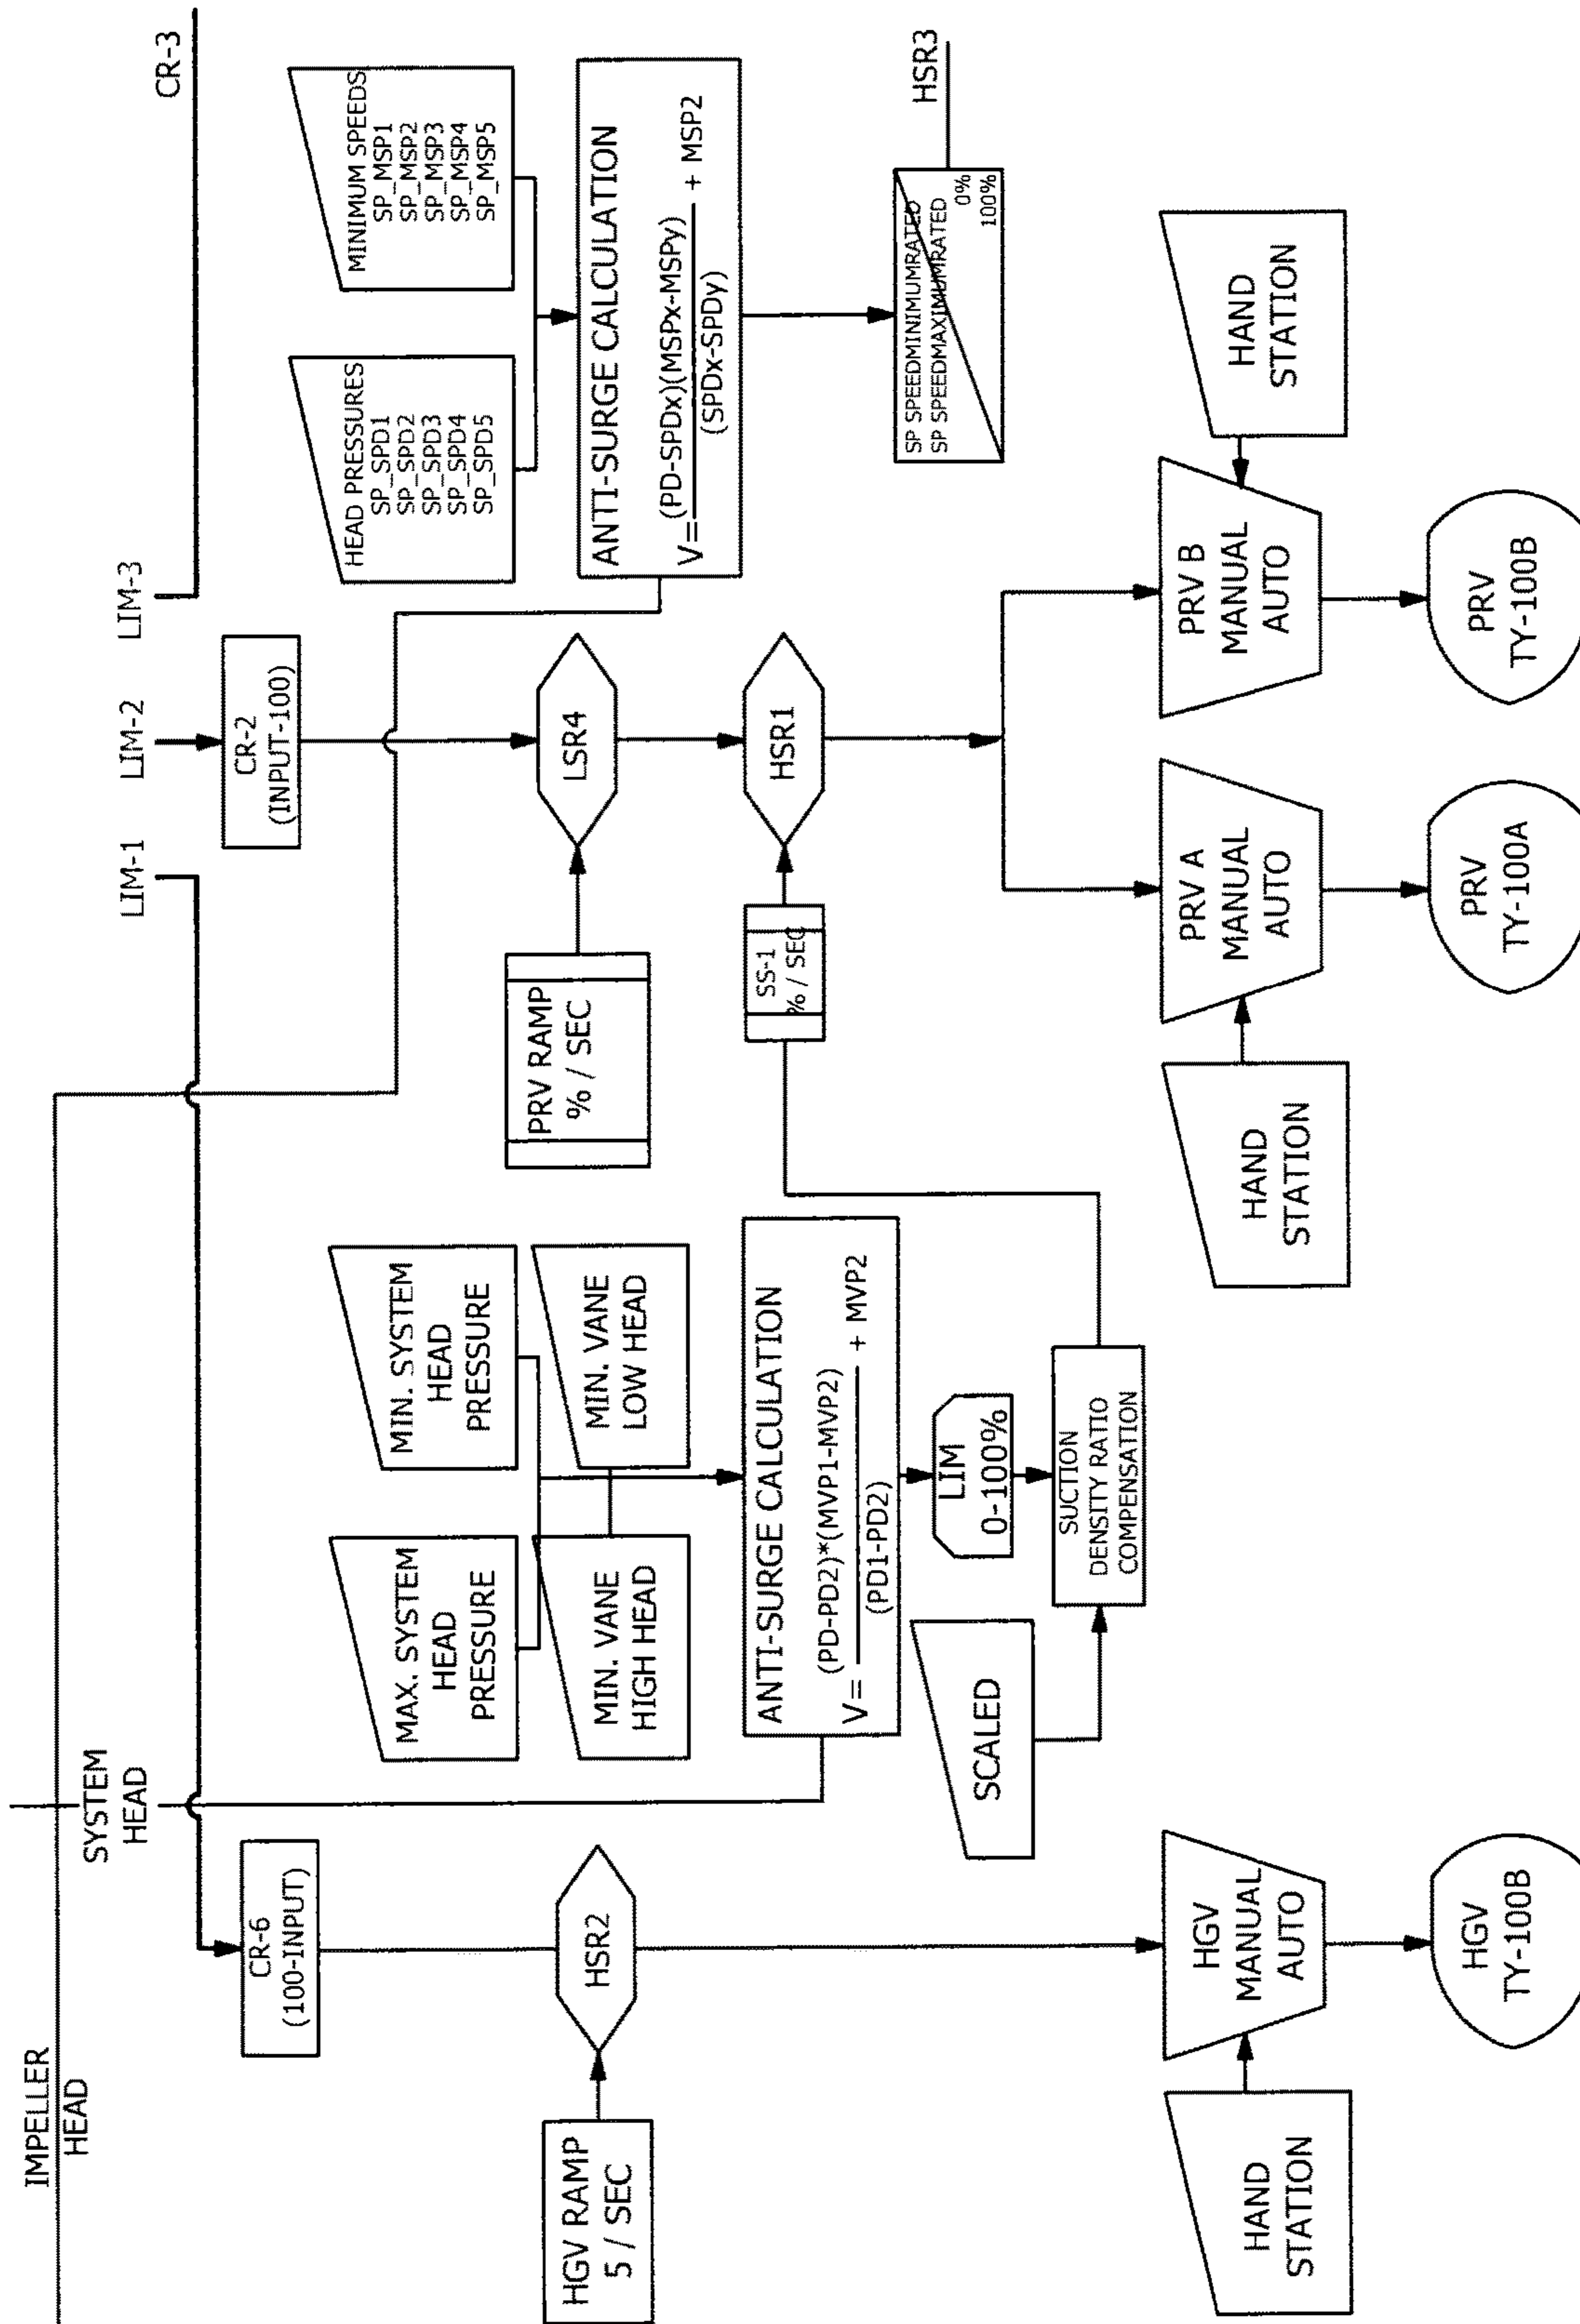 IMPELLER
HEAD
SYSTEM
HEAD
LIM-1
LIM-2
LIM-3
CR-3
CR-6
(100-INPUT)
CR-2
(INPUT-100)
MAX. SYSTEM
HEAD
PRESSURE
MIN. SYSTEM
HEAD
PRESSURE
MIN. VANE
HIGH HEAD
MIN. VANE
LOW HEAD
HEAD PRESSURES
SP_SPD1
SP_SPD2
SP_SPD3
SP_SPD4
SP_SPD5
MINIMUM SPEEDS
SP_MSP1
SP_MSP2
SP_MSP3
SP_MSP4
SP_MSP5
HGV RAMP
5 / SEC
HSR2
PRV RAMP
% / SEC
LSR4
ANTI-SURGE CALCULATION
V= (PD-SPDx)(MSPx-MSPy) + MSP2
(SPDx-SPDy)
ANTI-SURGE CALCULATION
V= (PD-PD2)*(MVP1-MVP2) + MVP2
(PD1-PD2)
SS-1
% / SEC
HSR1
SP SPEEDMINIMUMRATED
SP SPEEDMAXIMUMRATED
0%
100%
HSR3
SCALED
LIM
0-100%
SUCTION
DENSITY RATIO
COMPENSATION
HAND
STATION
HGV
MANUAL
AUTO
HAND
STATION
PRV A
MANUAL
AUTO
PRV B
MANUAL
AUTO
HAND
STATION
HGV
TY-100B
PRV
TY-100A
PRV
TY-100B